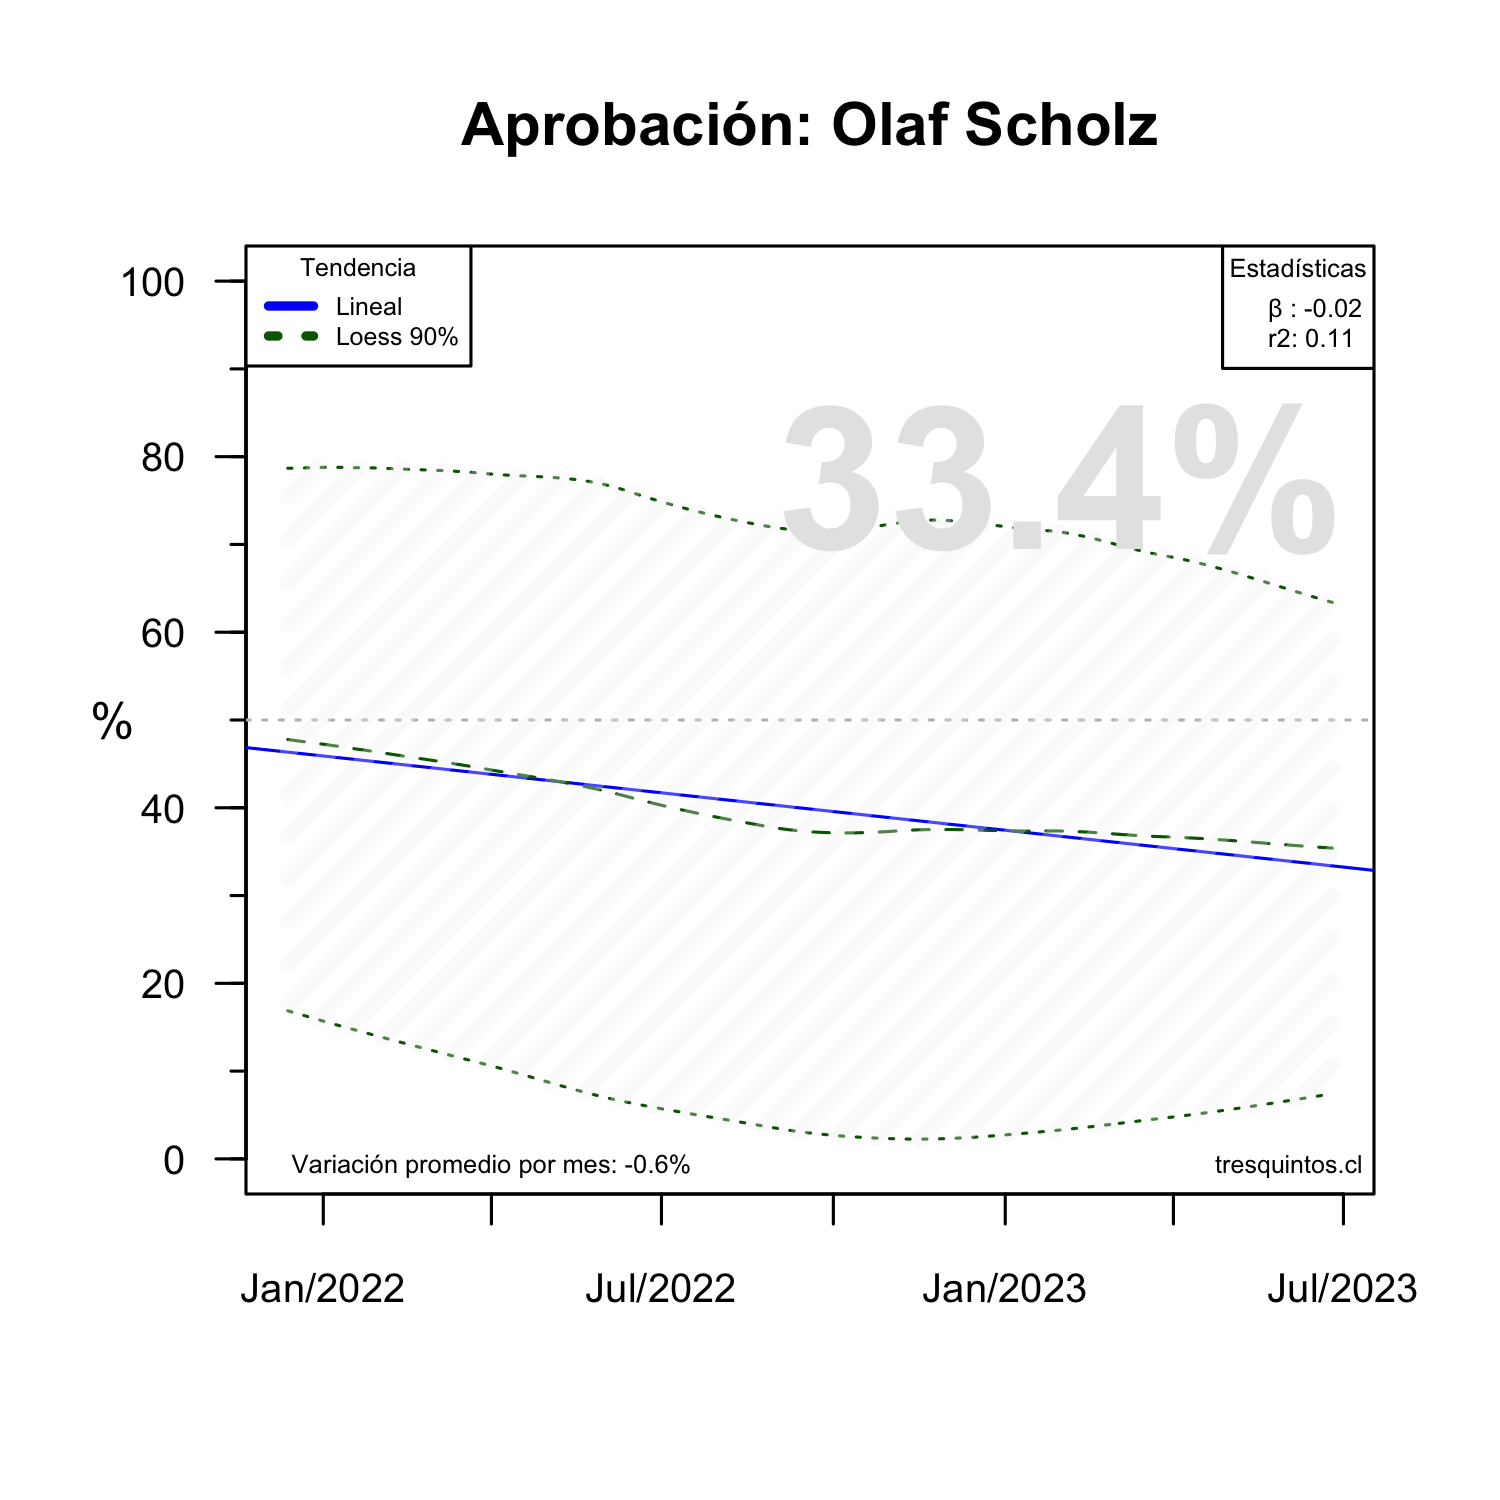 Aprobación: Olaf Scholz
Tendencia
Lineal
Loess 90%
Estadísticas
β : -0.02
r2: 0.11
33.4%
100
80
60
%
40
20
0
Variación promedio por mes: -0.6%
tresquintos.cl
Jan/2022
Jul/2022
Jan/2023
Jul/2023